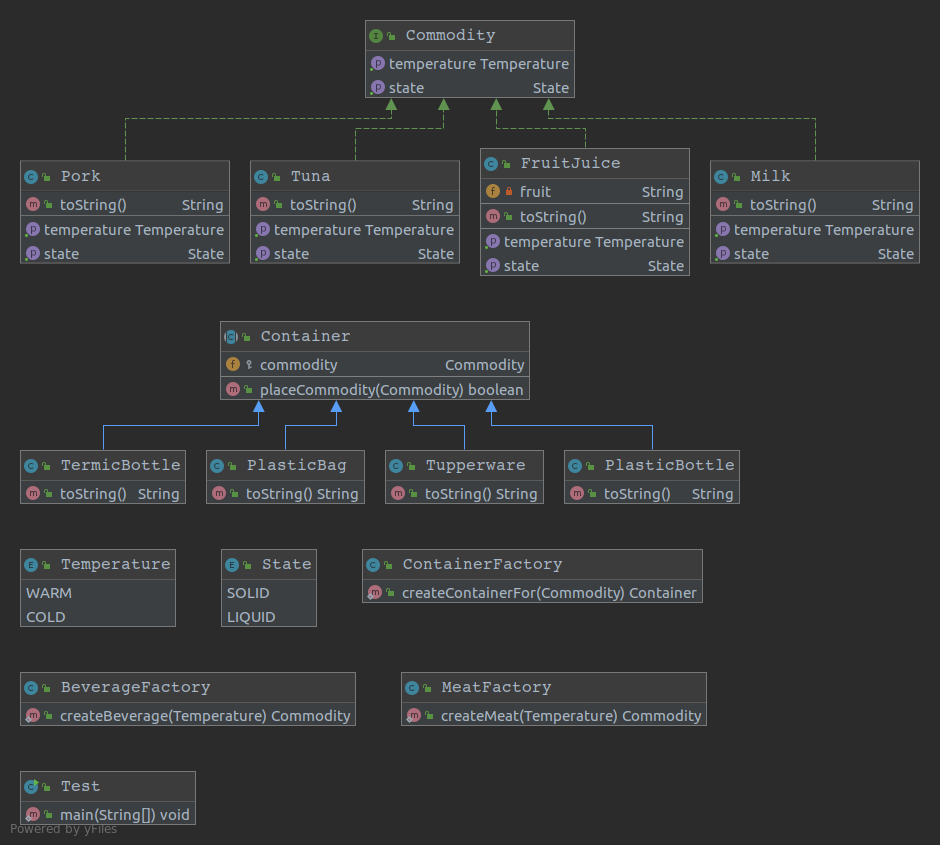 Commodity
temperature Temperature
state State
Pork
toString() String
temperature Temperature
state State
Tuna
toString() String
temperature Temperature
state State
FruitJuice
fruit String
toString() String
temperature Temperature
state State
Milk
toString() String
temperature Temperature
state State
Container
commodity Commodity
placeCommodity(Commodity) boolean
TermicBottle
toString() String
PlasticBag
toString() String
Tupperware
toString() String
PlasticBottle
toString() String
Temperature
WARM
COLD
State
SOLID
LIQUID
ContainerFactory
createContainerFor(Commodity) Container
BeverageFactory
createBeverage(Temperature) Commodity
MeatFactory
createMeat(Temperature) Commodity
Test
main(String[]) void
Powered by yFiles